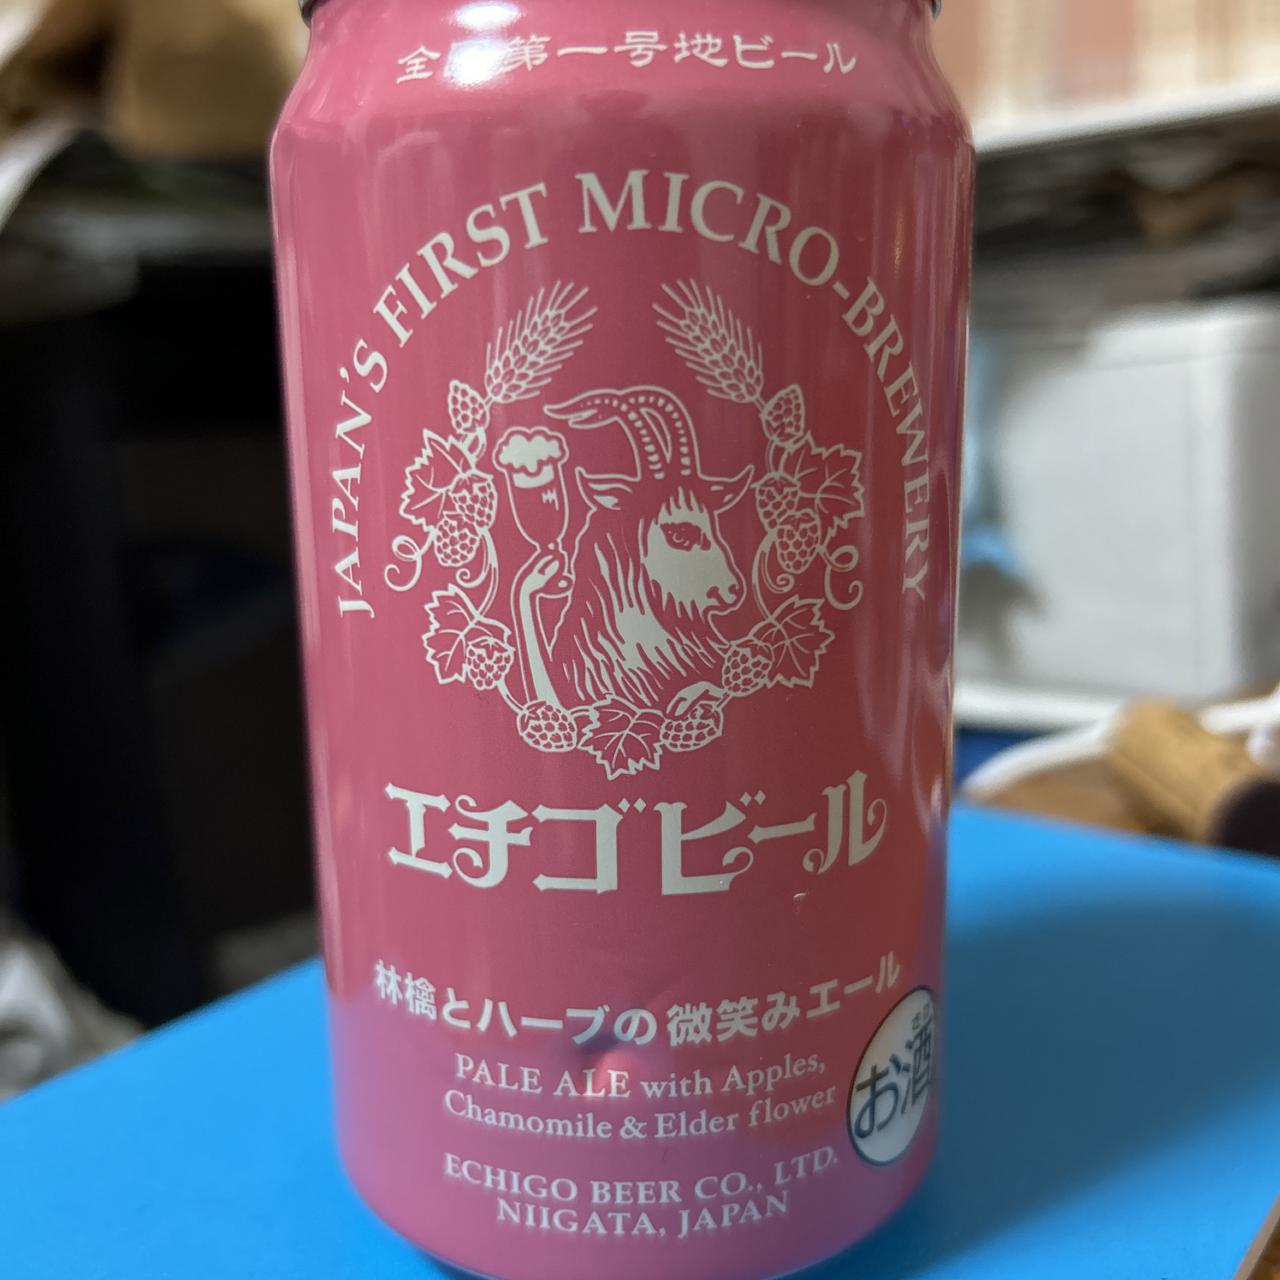 全国第一号地ビール
JAPAN'S FIRST MICRO-BREWERY
エチゴビール
林檎とハーブの微笑みエール
PALE ALE with Apples,
Chamomile & Elder flower
お酒
ECHIGO BEER CO., LTD.
NIIGATA, JAPAN